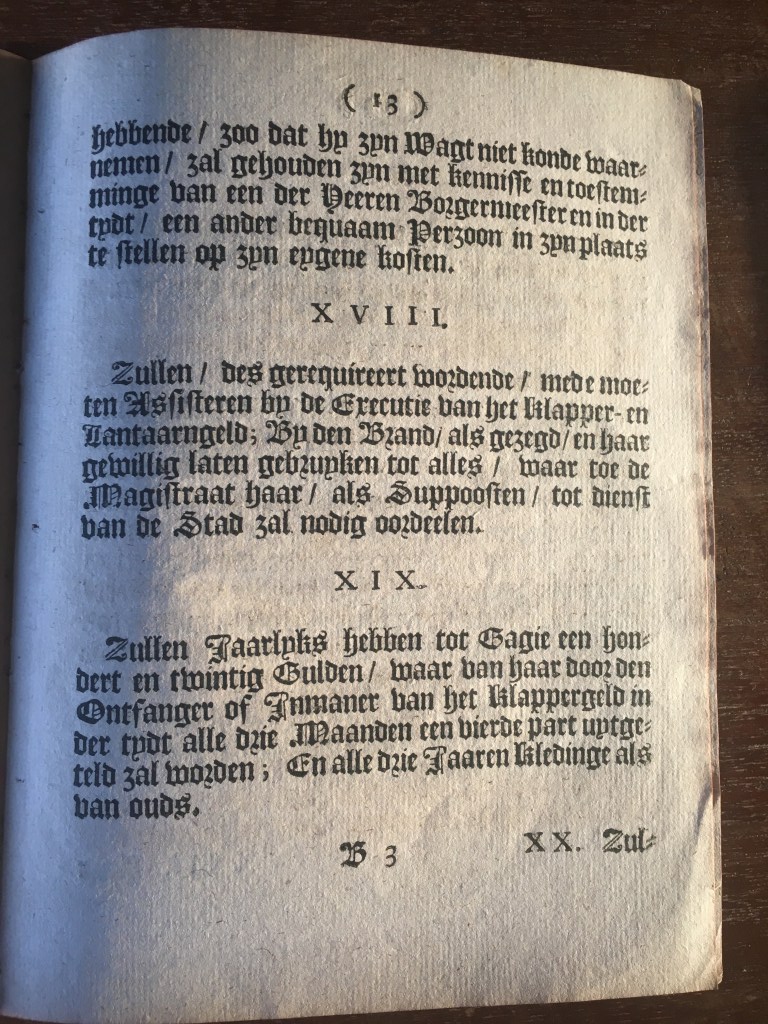 ( 13 )
hebbende / zoo dat hy zyn Wagt niet konde waar-
nemen / zal gehouden zyn met kennisse en toestem-
minge van een der Heeren Borgermeesteren in der
tydt / een ander bequaam Perzoon in zyn plaats
te stellen op zyn eygene kosten.
XVIII.
Zullen / des gerequireert wordende / mede moe-
ten Assisteren by de Executie van het Klapper- en
Lantaarngeld; By den Brand / als gezegd / en haar
gewillig laten gebruyken tot alles / waar toe de
Magistraat haar / als Suppoosten / tot dienst
van de Stad zal nodig oordeelen.
XIX.
Zullen Jaarlyks hebben tot Gagie een hon-
dert en twintig Gulden / waar van haar door den
Ontfanger of Inmaner van het Klappergeld in
der tydt alle drie Maanden een vierde part uytge-
teld zal worden; En alle drie Jaaren Kledinge als
van ouds.
B 3 XX. Zul-